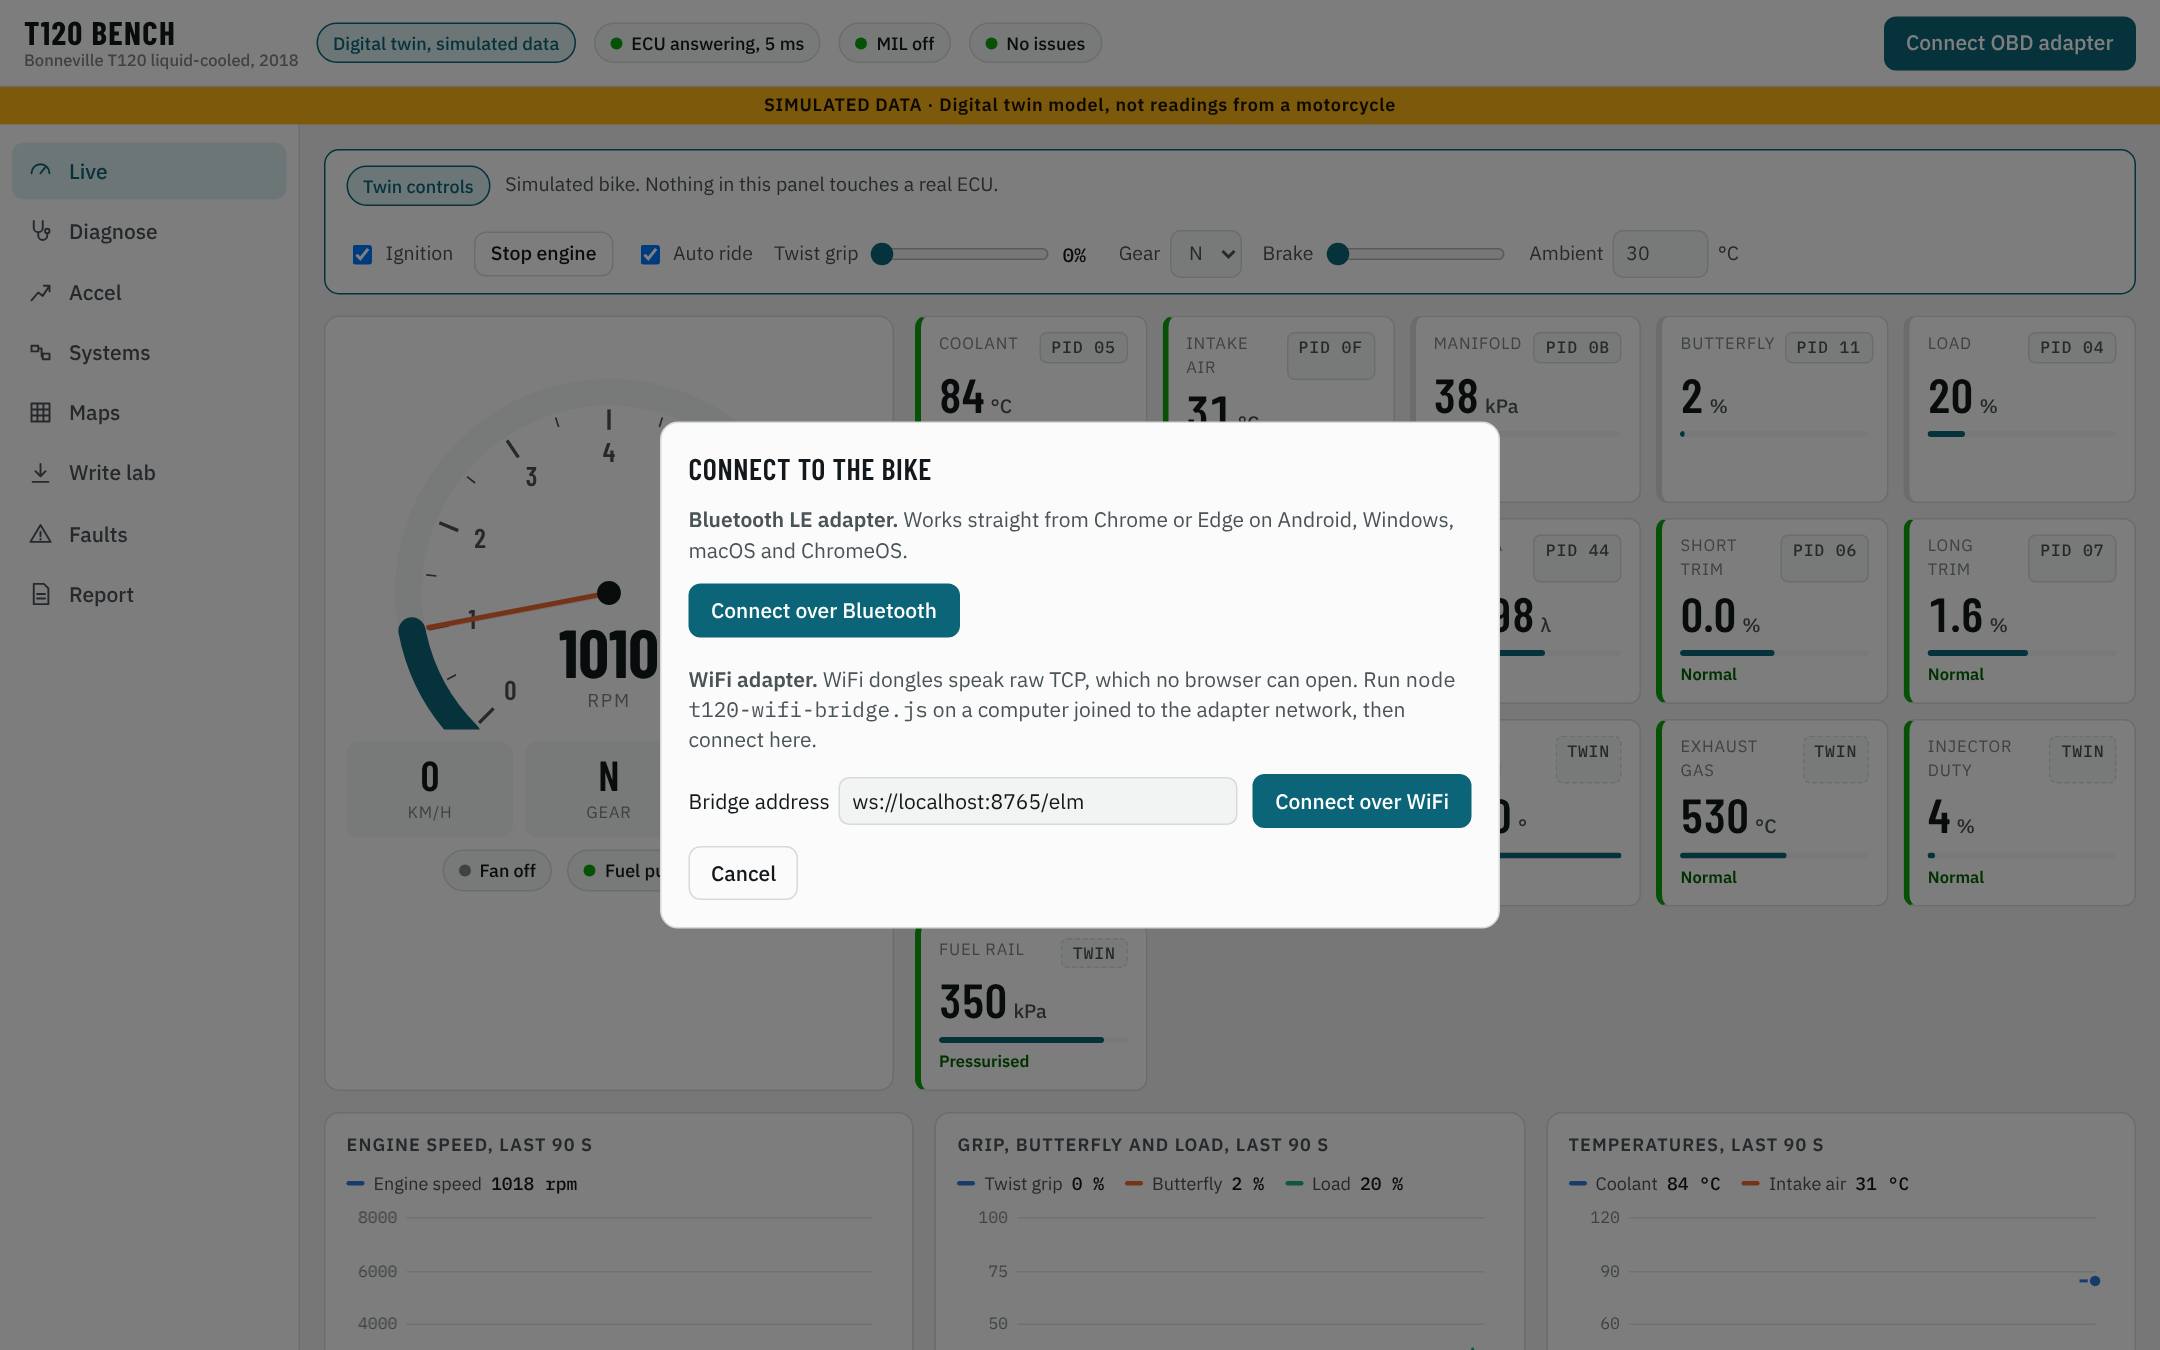 T120 BENCH
Bonneville T120 liquid-cooled, 2018
Digital twin, simulated data
ECU answering, 5 ms
MIL off
No issues
Connect OBD adapter
SIMULATED DATA · Digital twin model, not readings from a motorcycle
Live
Diagnose
Accel
Systems
Maps
Write lab
Faults
Report
Twin controls
Simulated bike. Nothing in this panel touches a real ECU.
Ignition
Stop engine
Auto ride
Twist grip
0%
Gear
N
Brake
Ambient
30
°C
4
3
2
1
0
1010
RPM
0
KM/H
N
GEAR
Fan off
Fuel
COOLANT
PID 05
84 °C
INTAKE AIR
PID 0F
31 °C
MANIFOLD
PID 0B
38 kPa
BUTTERFLY
PID 11
2 %
LOAD
PID 04
20 %
PID 44
98 λ
SHORT TRIM
PID 06
0.0 %
Normal
LONG TRIM
PID 07
1.6 %
Normal
TWIN
°
EXHAUST GAS
TWIN
530 °C
Normal
INJECTOR DUTY
TWIN
4 %
Normal
FUEL RAIL
TWIN
350 kPa
Pressurised
CONNECT TO THE BIKE
Bluetooth LE adapter. Works straight from Chrome or Edge on Android, Windows,
macOS and ChromeOS.
Connect over Bluetooth
WiFi adapter. WiFi dongles speak raw TCP, which no browser can open. Run node
t120-wifi-bridge.js on a computer joined to the adapter network, then
connect here.
Bridge address
ws://localhost:8765/elm
Connect over WiFi
Cancel
ENGINE SPEED, LAST 90 S
Engine speed 1018 rpm
8000
6000
4000
GRIP, BUTTERFLY AND LOAD, LAST 90 S
Twist grip 0 %
Butterfly 2 %
Load 20 %
100
75
50
TEMPERATURES, LAST 90 S
Coolant 84 °C
Intake air 31 °C
120
90
60